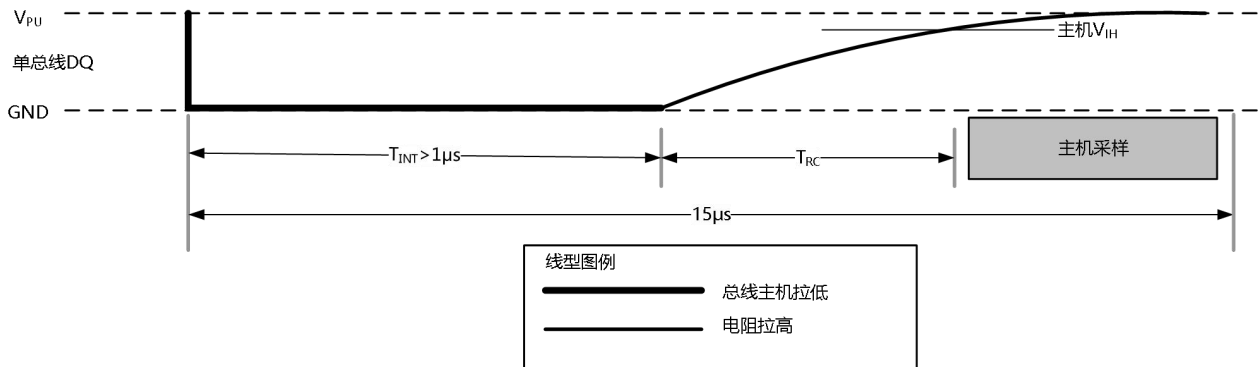 V_PU
单总线DQ
主机V_IH
GND
T_INT>1μs
T_RC
主机采样
15μs
线型图例
总线主机拉低
电阻拉高